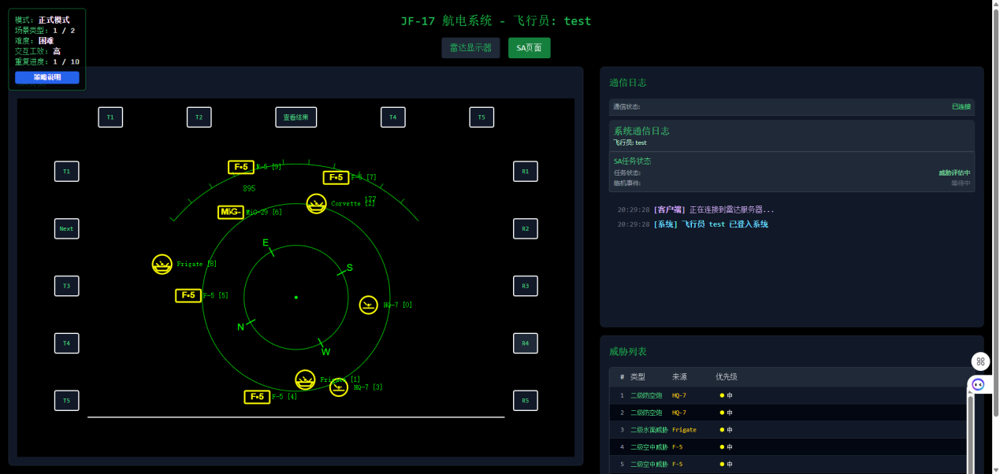 模式: 正式模式
场景类型: 1 / 2
难度: 困难
交互工效: 高
重复进度: 1 / 10
策略说明
JF-17 航电系统 - 飞行员: test
雷达显示器
SA页面
T1
T2
查看结果
T4
T5
T1
Next
T3
T4
T5
R1
R2
R3
R4
R5
F•5 F-5 [9]
F•5 F-5 [7]
895
177
Corvette [2]
MiG- MiG-29 [6]
E
S
N
W
Frigate [8]
F•5 F-5 [5]
HQ-7 [0]
Frigate [1]
HQ-7 [3]
F•5 F-5 [4]
通信日志
通信状态: 已连接
系统通信日志
飞行员: test
SA任务状态
任务状态: 威胁评估中
临机事件: 等待中
20:29:28 [客户端] 正在连接到雷达服务器...
20:29:28 [系统] 飞行员 test 已登入系统
威胁列表
# 类型 来源 优先级
1 二级防空炮 HQ-7 中
2 二级防空炮 HQ-7 中
3 二级水面威胁 Frigate 中
4 二级空中威胁 F-5 中
5 二级空中威胁 F-5 中